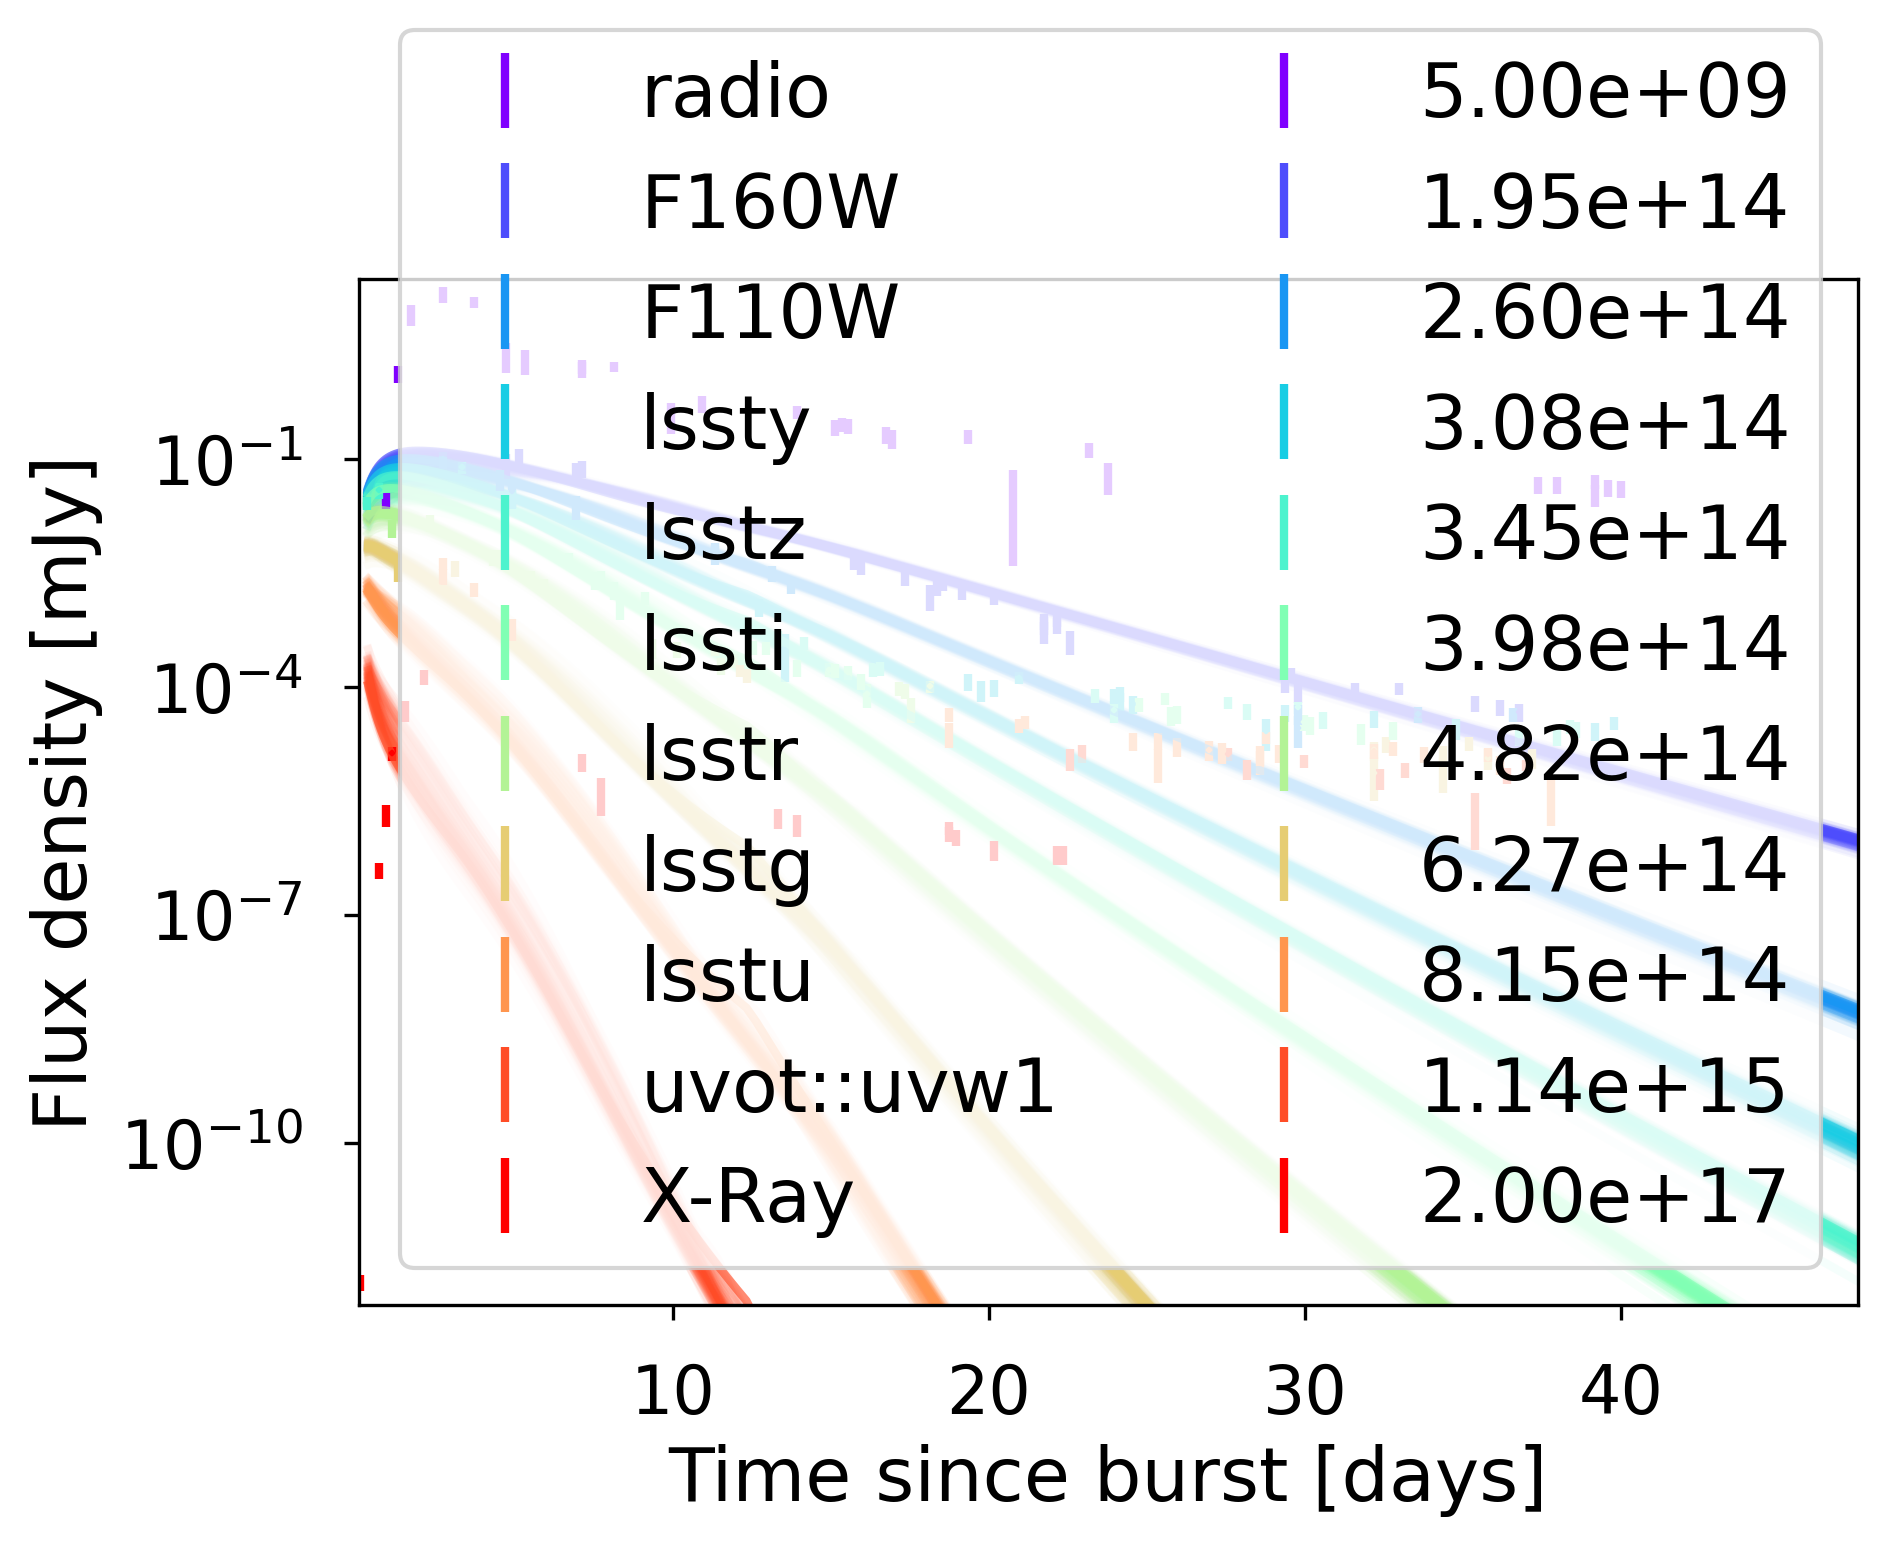 radio 5.00e+09
F160W 1.95e+14
F110W 2.60e+14
lssty 3.08e+14
lsstz 3.45e+14
lssti 3.98e+14
lsstr 4.82e+14
lsstg 6.27e+14
lsstu 8.15e+14
uvot::uvw1 1.14e+15
X-Ray 2.00e+17
Flux density [mJy]
10⁻¹
10⁻⁴
10⁻⁷
10⁻¹⁰
10 20 30 40
Time since burst [days]